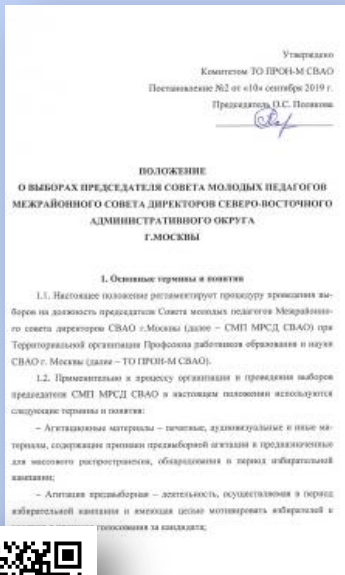 Утверждено
Комитетом ТО ПРОН-М СВАО
Постановление №2 от «10» сентября 2019 г.
Председатель О.С. Полякова
ПОЛОЖЕНИЕ
О ВЫБОРАХ ПРЕДСЕДАТЕЛЯ СОВЕТА МОЛОДЫХ ПЕДАГОГОВ
МЕЖРАЙОННОГО СОВЕТА ДИРЕКТОРОВ СЕВЕРО-ВОСТОЧНОГО
АДМИНИСТРАТИВНОГО ОКРУГА
Г.МОСКВЫ
1. Основные термины и понятия
1.1. Настоящее положение регламентирует процедуру проведения вы-
боров на должность председателя Совета молодых педагогов Межрайонно-
го совета директоров СВАО г.Москвы (далее – СМП МРСД СВАО) при
Территориальной организации Профсоюза работников образования и науки
СВАО г. Москвы (далее – ТО ПРОН-М СВАО).
1.2. Применительно к процессу организации и проведения выборов
председателя СМП МРСД СВАО в настоящем положении используются
следующие термины и понятия:
– Агитационные материалы – печатные, аудиовизуальные и иные ма-
териалы, содержащие признаки предвыборной агитации и предназначенные
для массового распространения, обнародования в период избирательной
кампании;
– Агитация предвыборная – деятельность, осуществляемая в период
избирательной кампании и имеющая целью мотивировать избирателей к
голосования за кандидата;